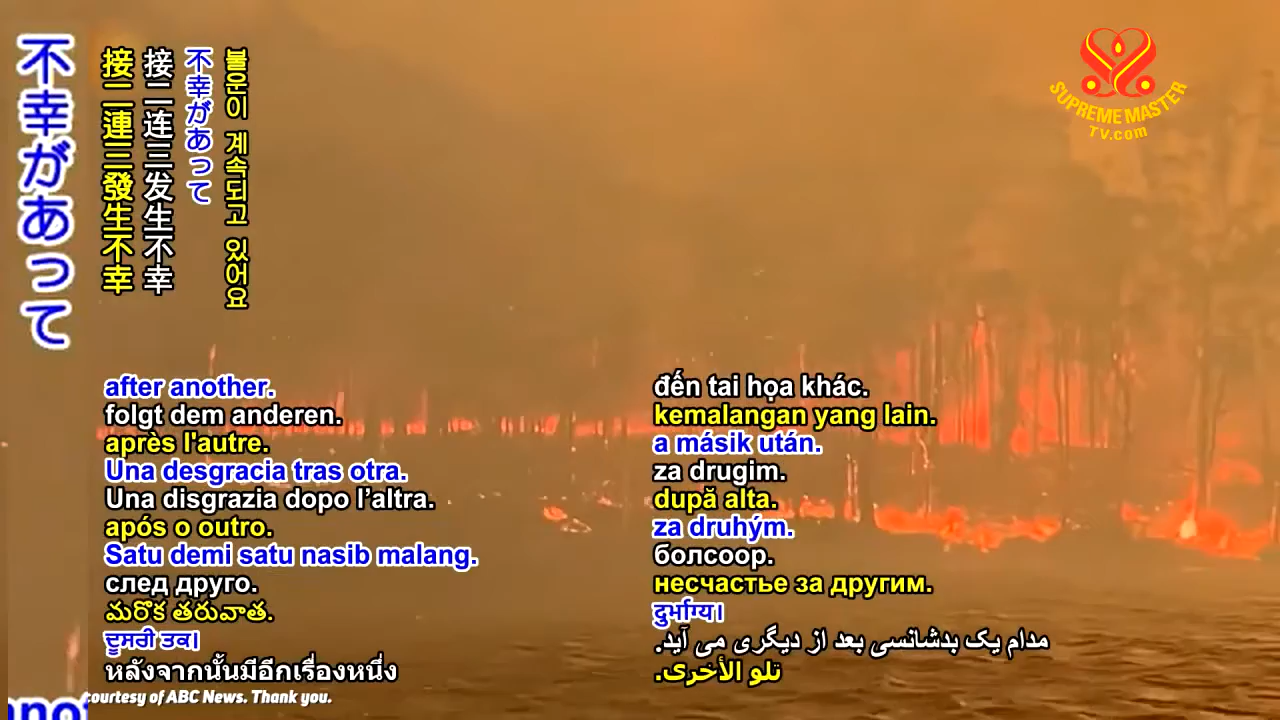 不幸があって
接二連三發生不幸
接二连三发生不幸
不幸があって
불운이 계속되고 있어요
SUPREME MASTER
TV.com
after another.
folgt dem anderen.
après l'autre.
Una desgracia tras otra.
Una disgrazia dopo l’altra.
após o outro.
Satu demi satu nasib malang.
след друго.
మరొక తరువాత.
ਦੂਸਰੀ ਤਕ।
หลังจากนั้นมีอีกเรื่องหนึ่ง
đến tai họa khác.
kemalangan yang lain.
a másik után.
za drugim.
după alta.
za druhým.
болсоор.
несчастье за другим.
दुर्भाग्य।
مدام یک بدشانسی بعد از دیگری می آید.
تلو الأخرى.
courtesy of ABC News. Thank you.